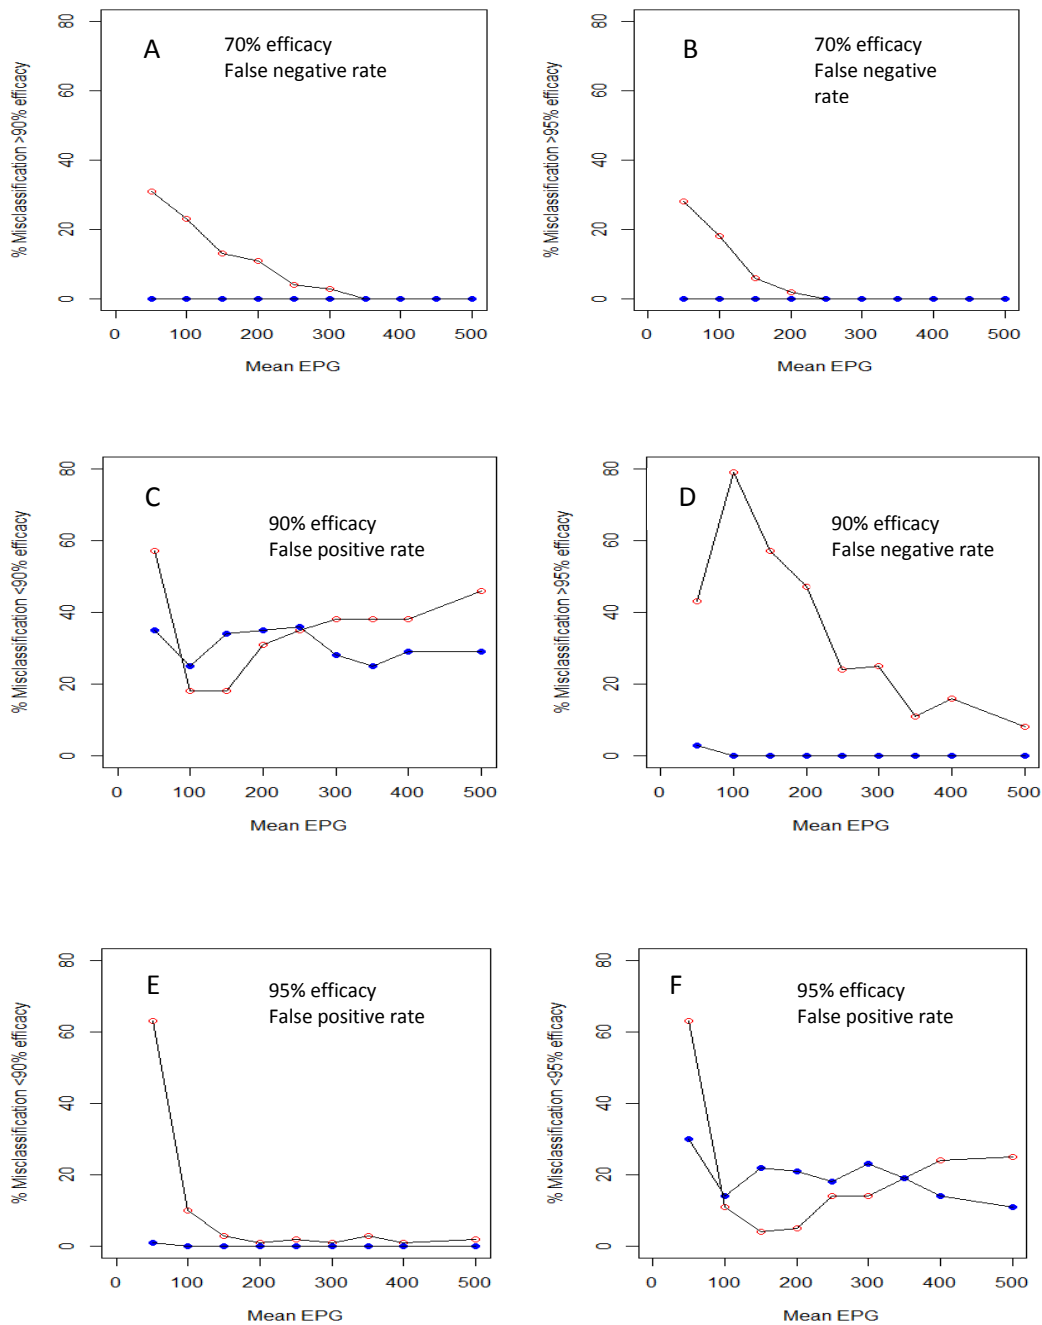 A
70% efficacy
False negative rate
% Misclassification >90% efficacy
80
60
40
20
0
0 100 200 300 400 500
Mean EPG
B
70% efficacy
False negative
rate
% Misclassification >95% efficacy
80
60
40
20
0
0 100 200 300 400 500
Mean EPG
C
90% efficacy
False positive rate
% Misclassification <90% efficacy
80
60
40
20
0
0 100 200 300 400 500
Mean EPG
D
90% efficacy
False negative rate
% Misclassification >95% efficacy
80
60
40
20
0
0 100 200 300 400 500
Mean EPG
E
95% efficacy
False positive rate
% Misclassification <90% efficacy
80
60
40
20
0
0 100 200 300 400 500
Mean EPG
F
95% efficacy
False positive rate
% Misclassification <95% efficacy
80
60
40
20
0
0 100 200 300 400 500
Mean EPG